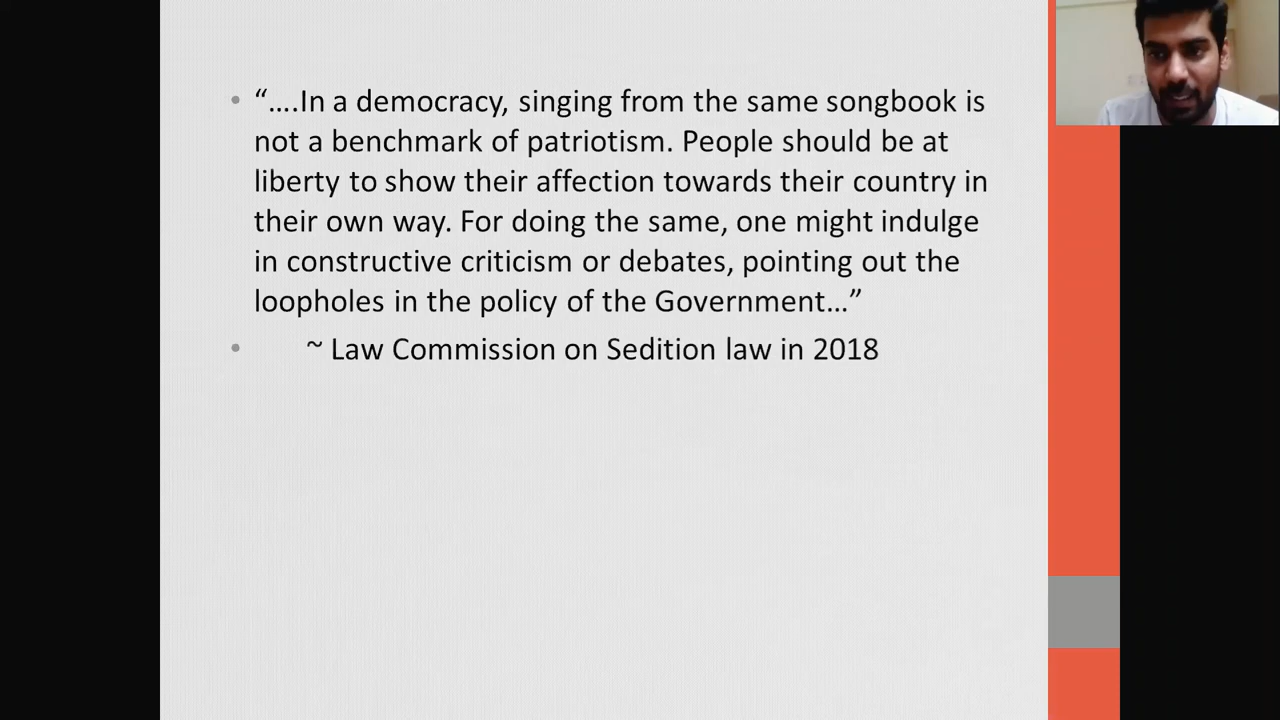 • “....In a democracy, singing from the same songbook is
not a benchmark of patriotism. People should be at
liberty to show their affection towards their country in
their own way. For doing the same, one might indulge
in constructive criticism or debates, pointing out the
loopholes in the policy of the Government…”
• ~ Law Commission on Sedition law in 2018